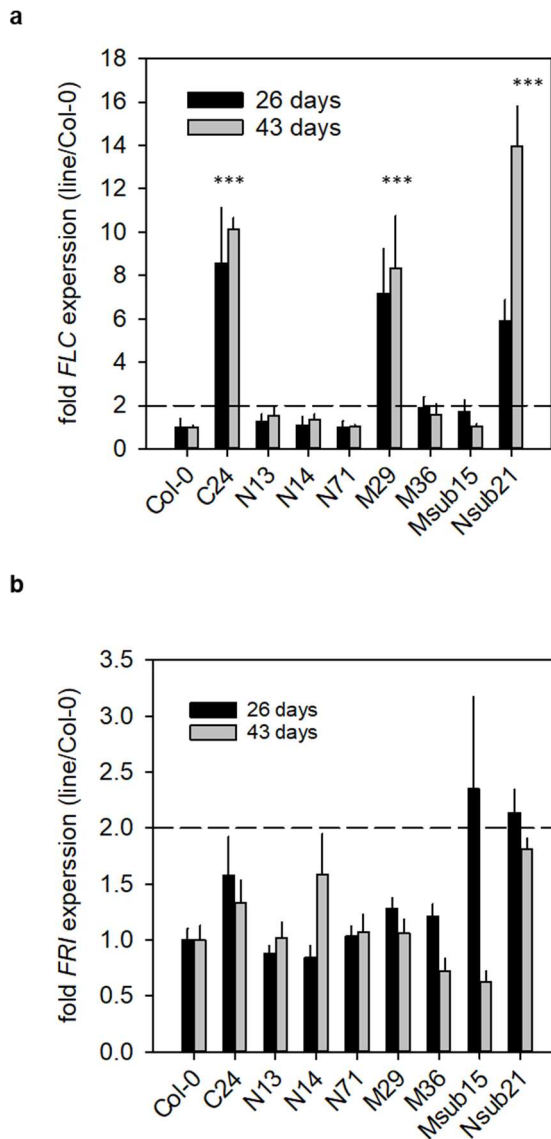 a
fold FLC experssion (line/Col-0)
18
16
14
12
10
8
6
4
2
0
26 days
43 days
***
***
***
Col-0
C24
N13
N14
N71
M29
M36
Msub15
Nsub21
b
fold FRI experssion (line/Col-0)
3.5
3.0
2.5
2.0
1.5
1.0
0.5
0.0
26 days
43 days
Col-0
C24
N13
N14
N71
M29
M36
Msub15
Nsub21